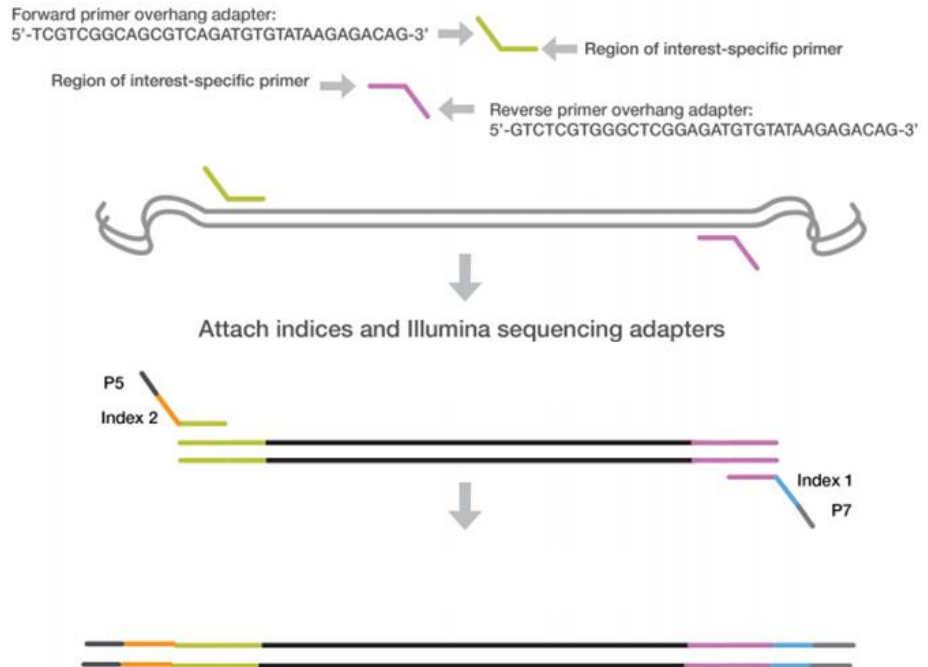 Forward primer overhang adapter:
5'-TCGTCGGCAGCGTCAGATGTGTATAAGAGACAG-3'
Region of interest-specific primer
Region of interest-specific primer
Reverse primer overhang adapter:
5'-GTCTCGTGGGCTCGGAGATGTGTATAAGAGACAG-3'
Attach indices and Illumina sequencing adapters
P5
Index 2
Index 1
P7